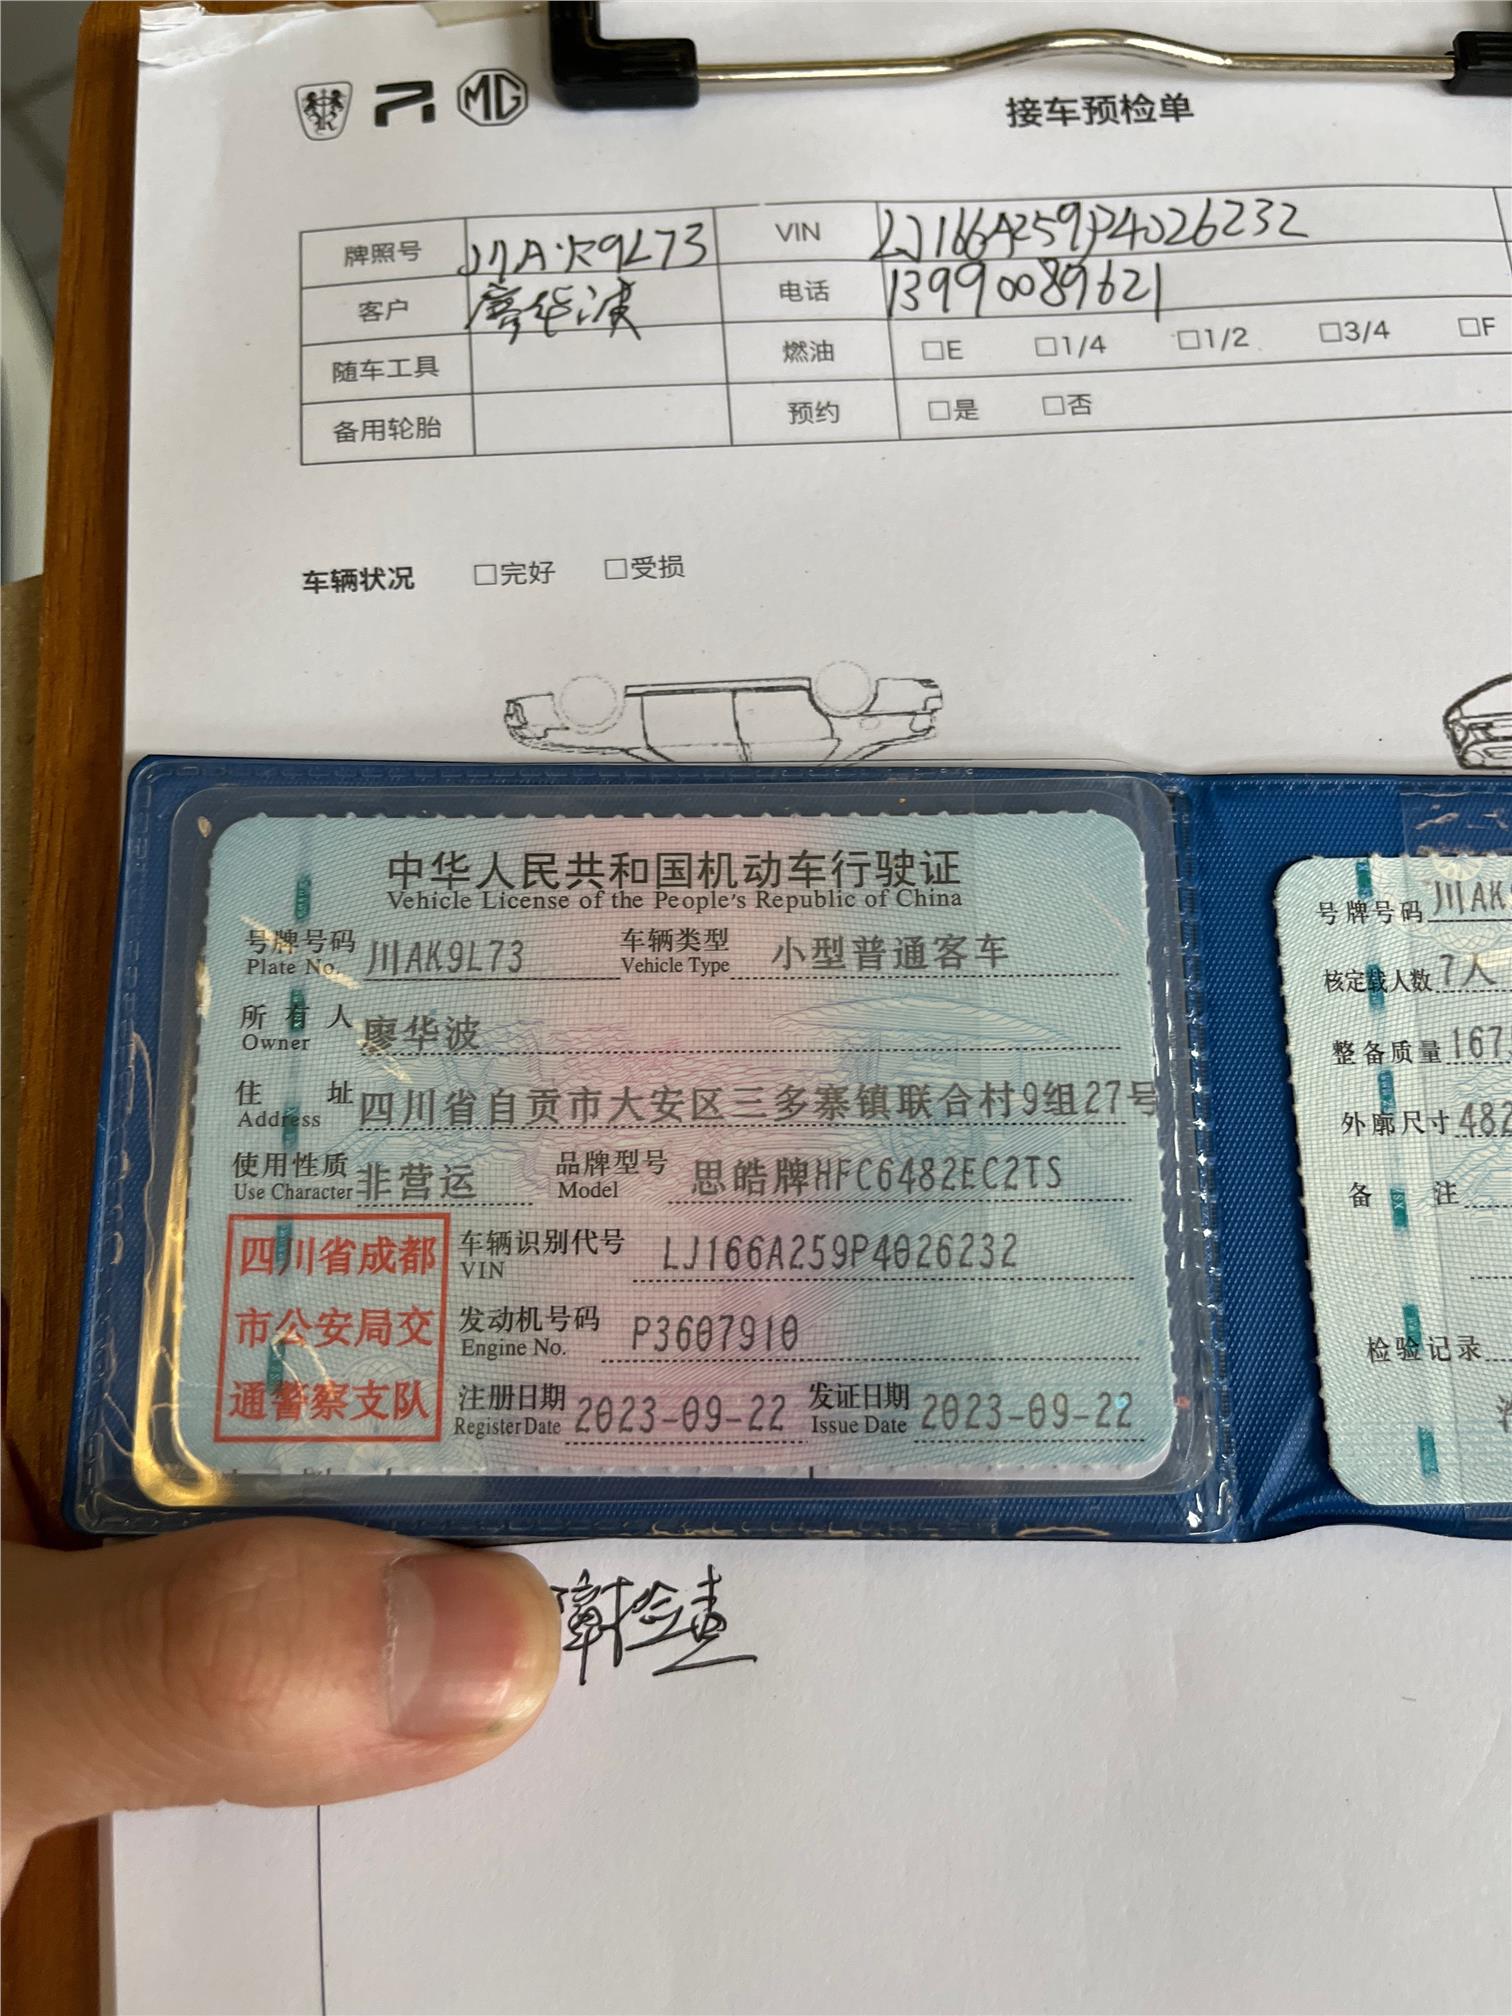 MG
接车预检单
牌照号 川A·K9L73 VIN LJ166A259P4026232
客户 廖华波 电话 13990089621
随车工具 燃油 □E □1/4 □1/2 □3/4 □F
备用轮胎 预约 □是 □否
车辆状况 □完好 □受损
中华人民共和国机动车行驶证
Vehicle License of the People's Republic of China
号牌号码 川AK9L73 车辆类型 小型普通客车
Plate No. Vehicle Type
所有人 廖华波
Owner
住址 四川省自贡市大安区三多寨镇联合村9组27号
Address
使用性质 非营运 品牌型号 思皓牌HFC6482EC2TS
Use Character Model
四川省成都
市公安局交
通警察支队
车辆识别代号 LJ166A259P4026232
VIN
发动机号码 P3607910
Engine No.
注册日期 2023-09-22 发证日期 2023-09-22
Register Date Issue Date
号牌号码 川AK
核定载人数 7人
整备质量 167
外廓尺寸 482
备注
检验记录